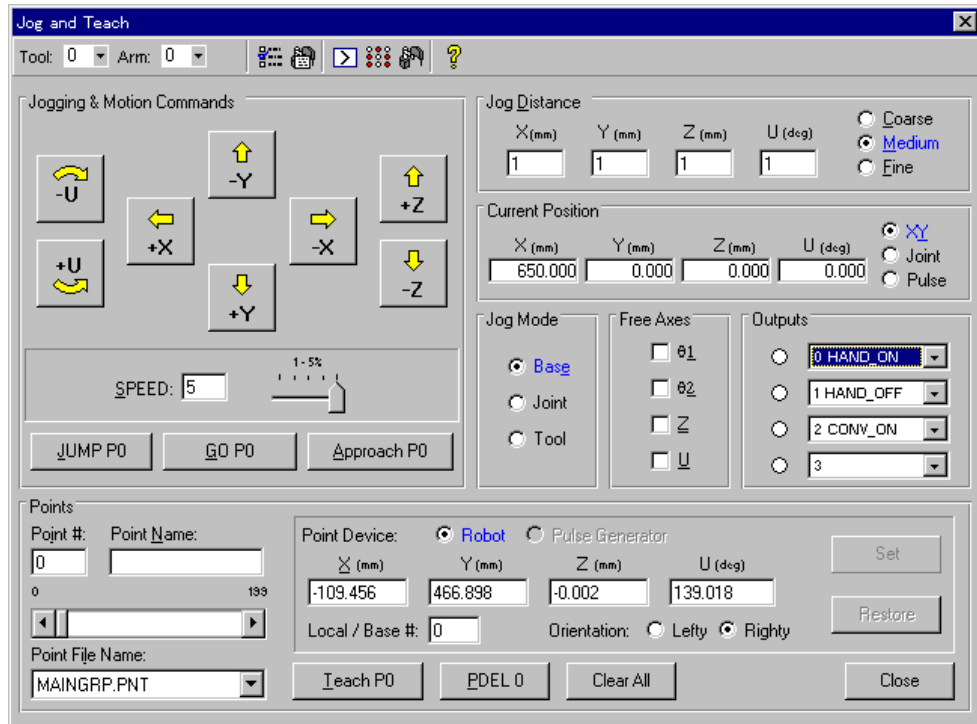 Jog and Teach
Tool: 0 Arm: 0
Jogging & Motion Commands
-U
-Y
+Z
+X
-X
+U
+Y
-Z
1 - 5%
SPEED: 5
JUMP P0 GO P0 Approach P0
Jog Distance
X(mm) Y (mm) Z (mm) U (deg)
1 1 1 1
Coarse
Medium
Fine
Current Position
X (mm) Y (mm) Z (mm) U (deg)
650.000 0.000 0.000 0.000
XY
Joint
Pulse
Jog Mode
Base
Joint
Tool
Free Axes
θ1
θ2
Z
U
Outputs
0 HAND_ON
1 HAND_OFF
2 CONV_ON
3
Points
Point #: Point Name:
0
0 199
Point File Name:
MAINGRP.PNT
Point Device: Robot Pulse Generator
X (mm) Y (mm) Z (mm) U (deg)
-109.456 466.898 -0.002 139.018
Local / Base #: 0 Orientation: Lefty Righty
Set
Restore
Teach P0 PDEL 0 Clear All Close